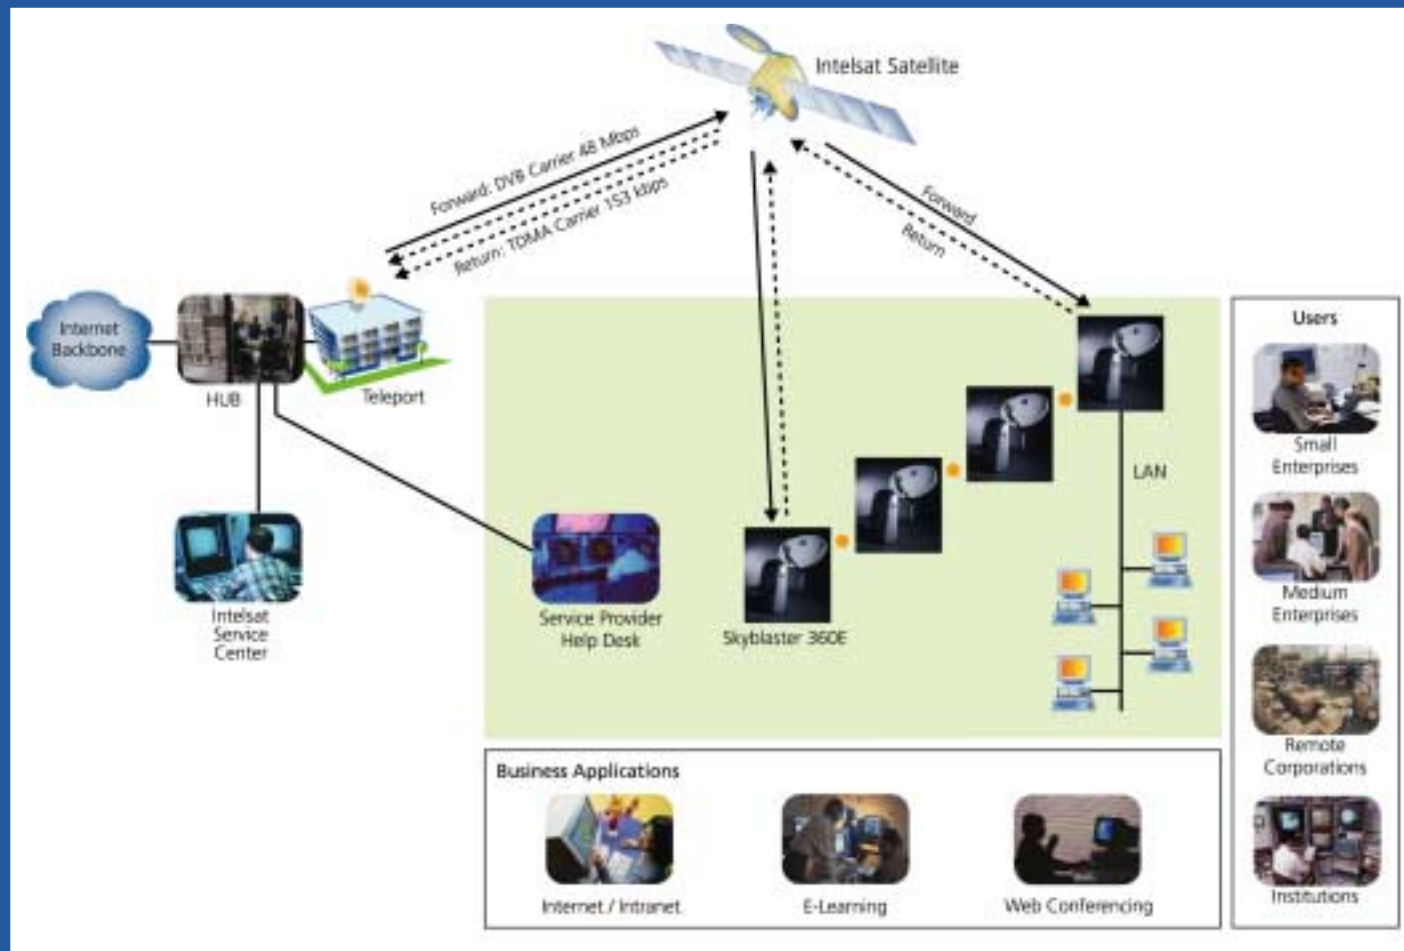 Intelsat Satellite
Forward: DVB Carrier 48 Mbps
Return: TDMA Carrier 153 kbps
Forward
Return
Internet
Backbone
HUB
Teleport
Users
Small
Enterprises
LAN
Medium
Enterprises
Intelsat
Service
Center
Service Provider
Help Desk
Skyblaster 360E
Remote
Corporations
Business Applications
Internet / Intranet
E-Learning
Web Conferencing
Institutions